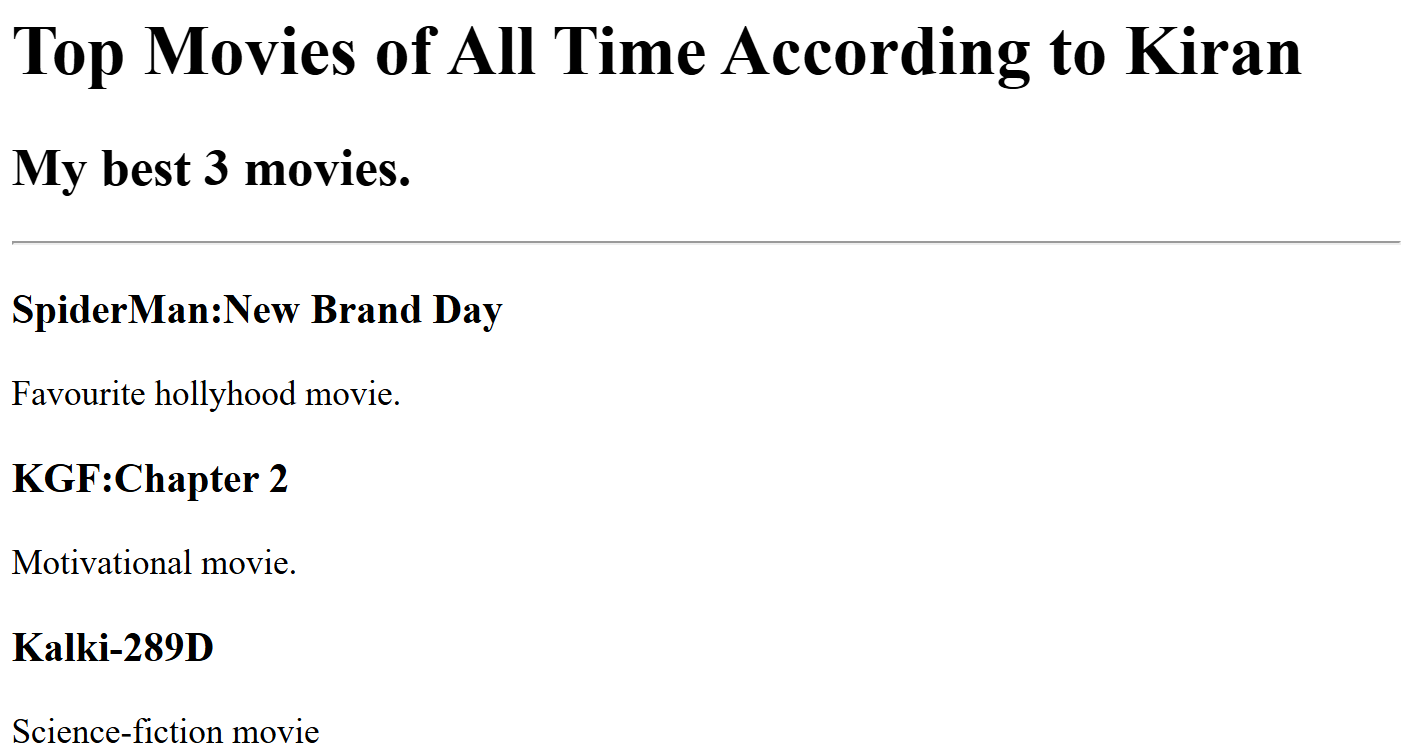 Top Movies of All Time According to Kiran
My best 3 movies.
SpiderMan:New Brand Day
Favourite hollyhood movie.
KGF:Chapter 2
Motivational movie.
Kalki-289D
Science-fiction movie